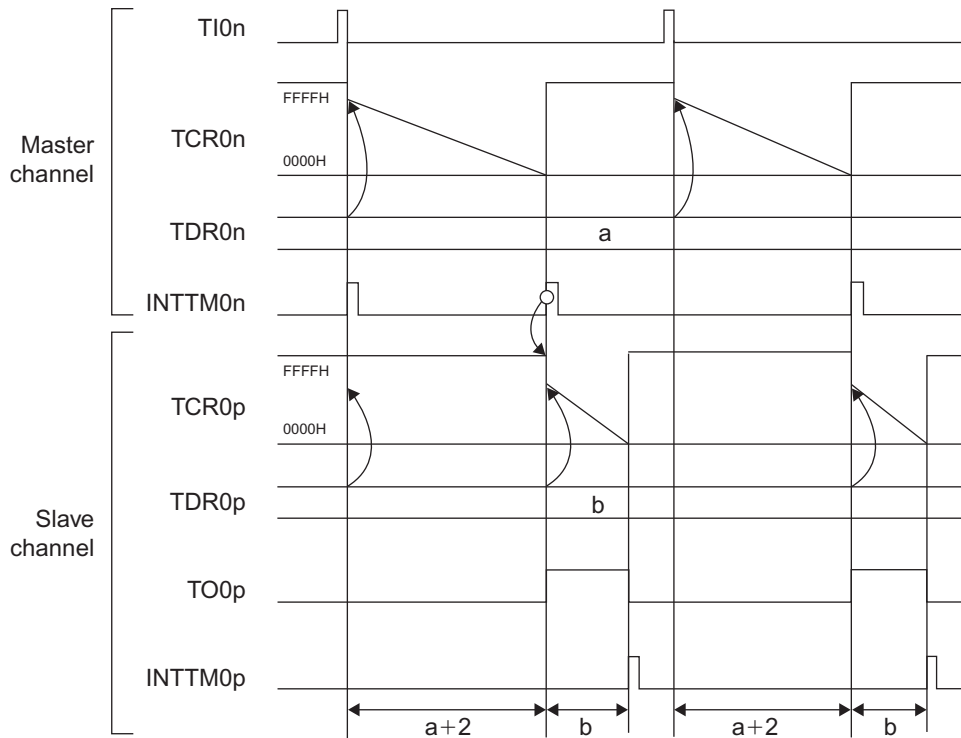 TI0n
FFFFH
TCR0n
0000H
Master
channel
TDR0n
a
INTTM0n
FFFFH
TCR0p
0000H
TDR0p
b
Slave
channel
TO0p
INTTM0p
a+2
b
a+2
b